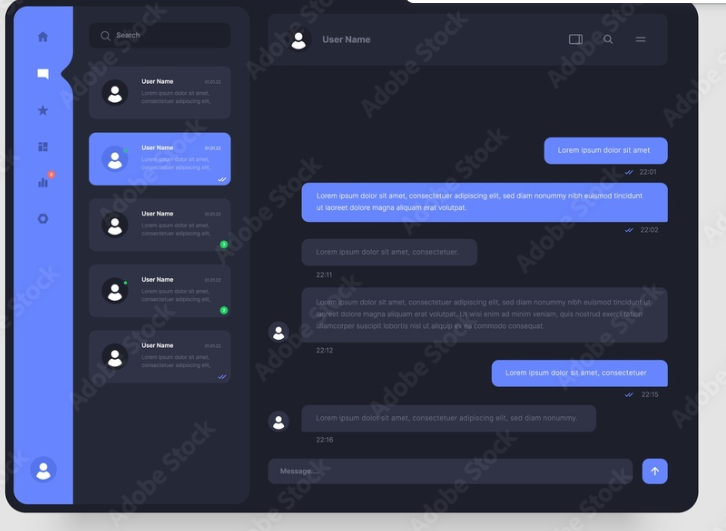 Search
User Name
User Name 01.01.22
Lorem ipsum dolor sit amet,
consectetuer adipiscing elit,
User Name 01.01.22
Lorem ipsum dolor sit amet,
consectetuer adipiscing elit,
User Name 01.01.22
Lorem ipsum dolor sit amet,
consectetuer adipiscing elit,
User Name 01.01.22
Lorem ipsum dolor sit amet,
consectetuer adipiscing elit,
User Name 01.01.22
Lorem ipsum dolor sit amet,
consectetuer adipiscing elit,
Lorem ipsum dolor sit amet
22:01
Lorem ipsum dolor sit amet, consectetuer adipiscing elit, sed diam nonummy nibh euismod tincidunt
ut laoreet dolore magna aliquam erat volutpat.
22:02
Lorem ipsum dolor sit amet, consectetuer.
22:11
Lorem ipsum dolor sit amet, consectetuer adipiscing elit, sed diam nonummy nibh euismod tincidunt ut
laoreet dolore magna aliquam erat volutpat. Ut wisi enim ad minim veniam, quis nostrud exerci tation
ullamcorper suscipit lobortis nisl ut aliquip ex ea commodo consequat.
22:12
Lorem ipsum dolor sit amet, consectetuer
22:15
Lorem ipsum dolor sit amet, consectetuer adipiscing elit, sed diam nonummy.
22:16
Message...
Adobe Stock